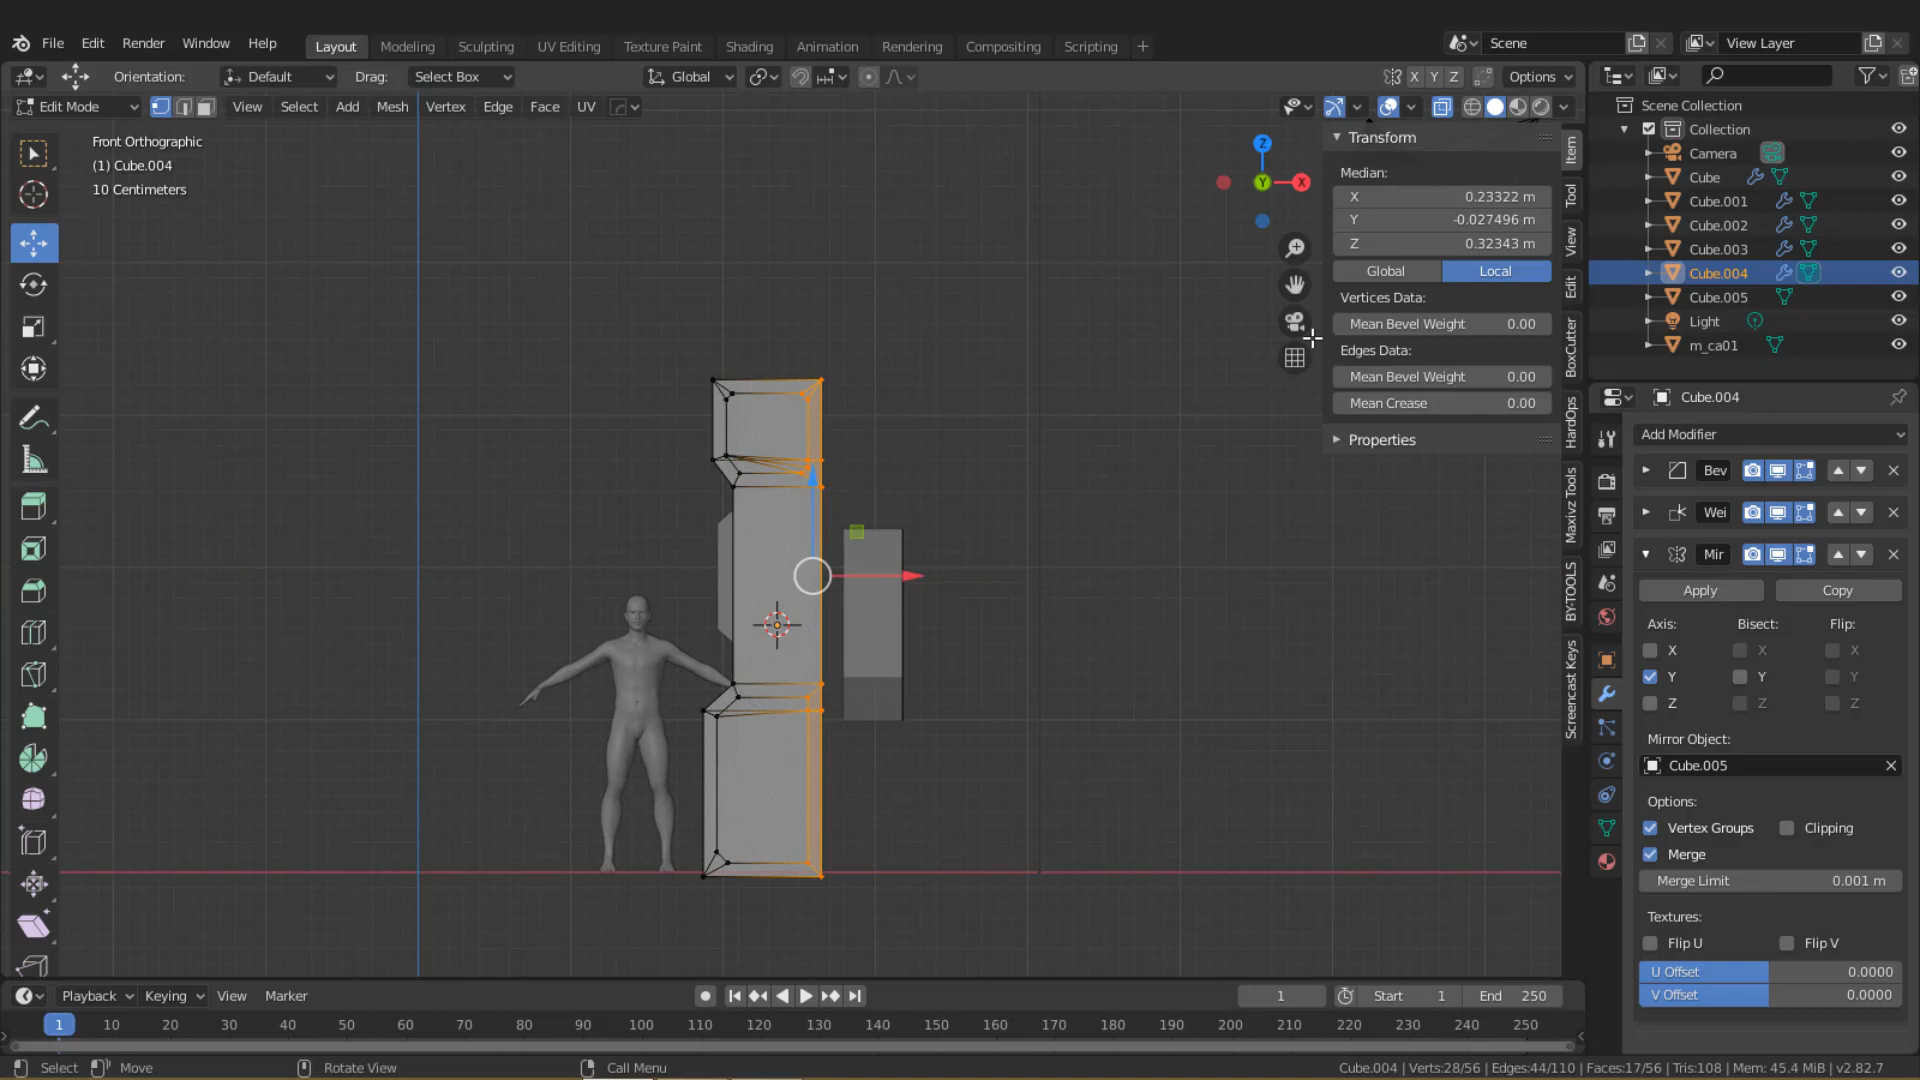 File Edit Render Window Help Layout Modeling Sculpting UV Editing Texture Paint Shading Animation Rendering Compositing Scripting + Scene View Layer
Orientation: Default Drag: Select Box Global X Y Z Options
Edit Mode View Select Add Mesh Vertex Edge Face UV
Front Orthographic
(1) Cube.004
10 Centimeters
Z
Y
X
Transform
Median:
X 0.23322 m
Y -0.027496 m
Z 0.32343 m
Global Local
Vertices Data:
Mean Bevel Weight 0.00
Edges Data:
Mean Bevel Weight 0.00
Mean Crease 0.00
Properties
Item
Tool
View
Edit
BoxCutter
HardOps
Maxivz Tools
BY-TOOLS
Screencast Keys
Scene Collection
Collection
Camera
Cube
Cube.001
Cube.002
Cube.003
Cube.004
Cube.005
Light
m_ca01
Cube.004
Add Modifier
Bev
Wei
Mir
Apply Copy
Axis: Bisect: Flip:
X X X
Y Y Y
Z Z Z
Mirror Object:
Cube.005
Options:
Vertex Groups Clipping
Merge
Merge Limit 0.001 m
Textures:
Flip U Flip V
U Offset 0.0000
V Offset 0.0000
Playback Keying View Marker 1 Start 1 End 250
1 10 20 30 40 50 60 70 80 90 100 110 120 130 140 150 160 170 180 190 200 210 220 230 240 250
Select Move Rotate View Call Menu Cube.004 | Verts:28/56 | Edges:44/110 | Faces:17/56 | Tris:108 | Mem: 45.4 MiB | v2.82.7